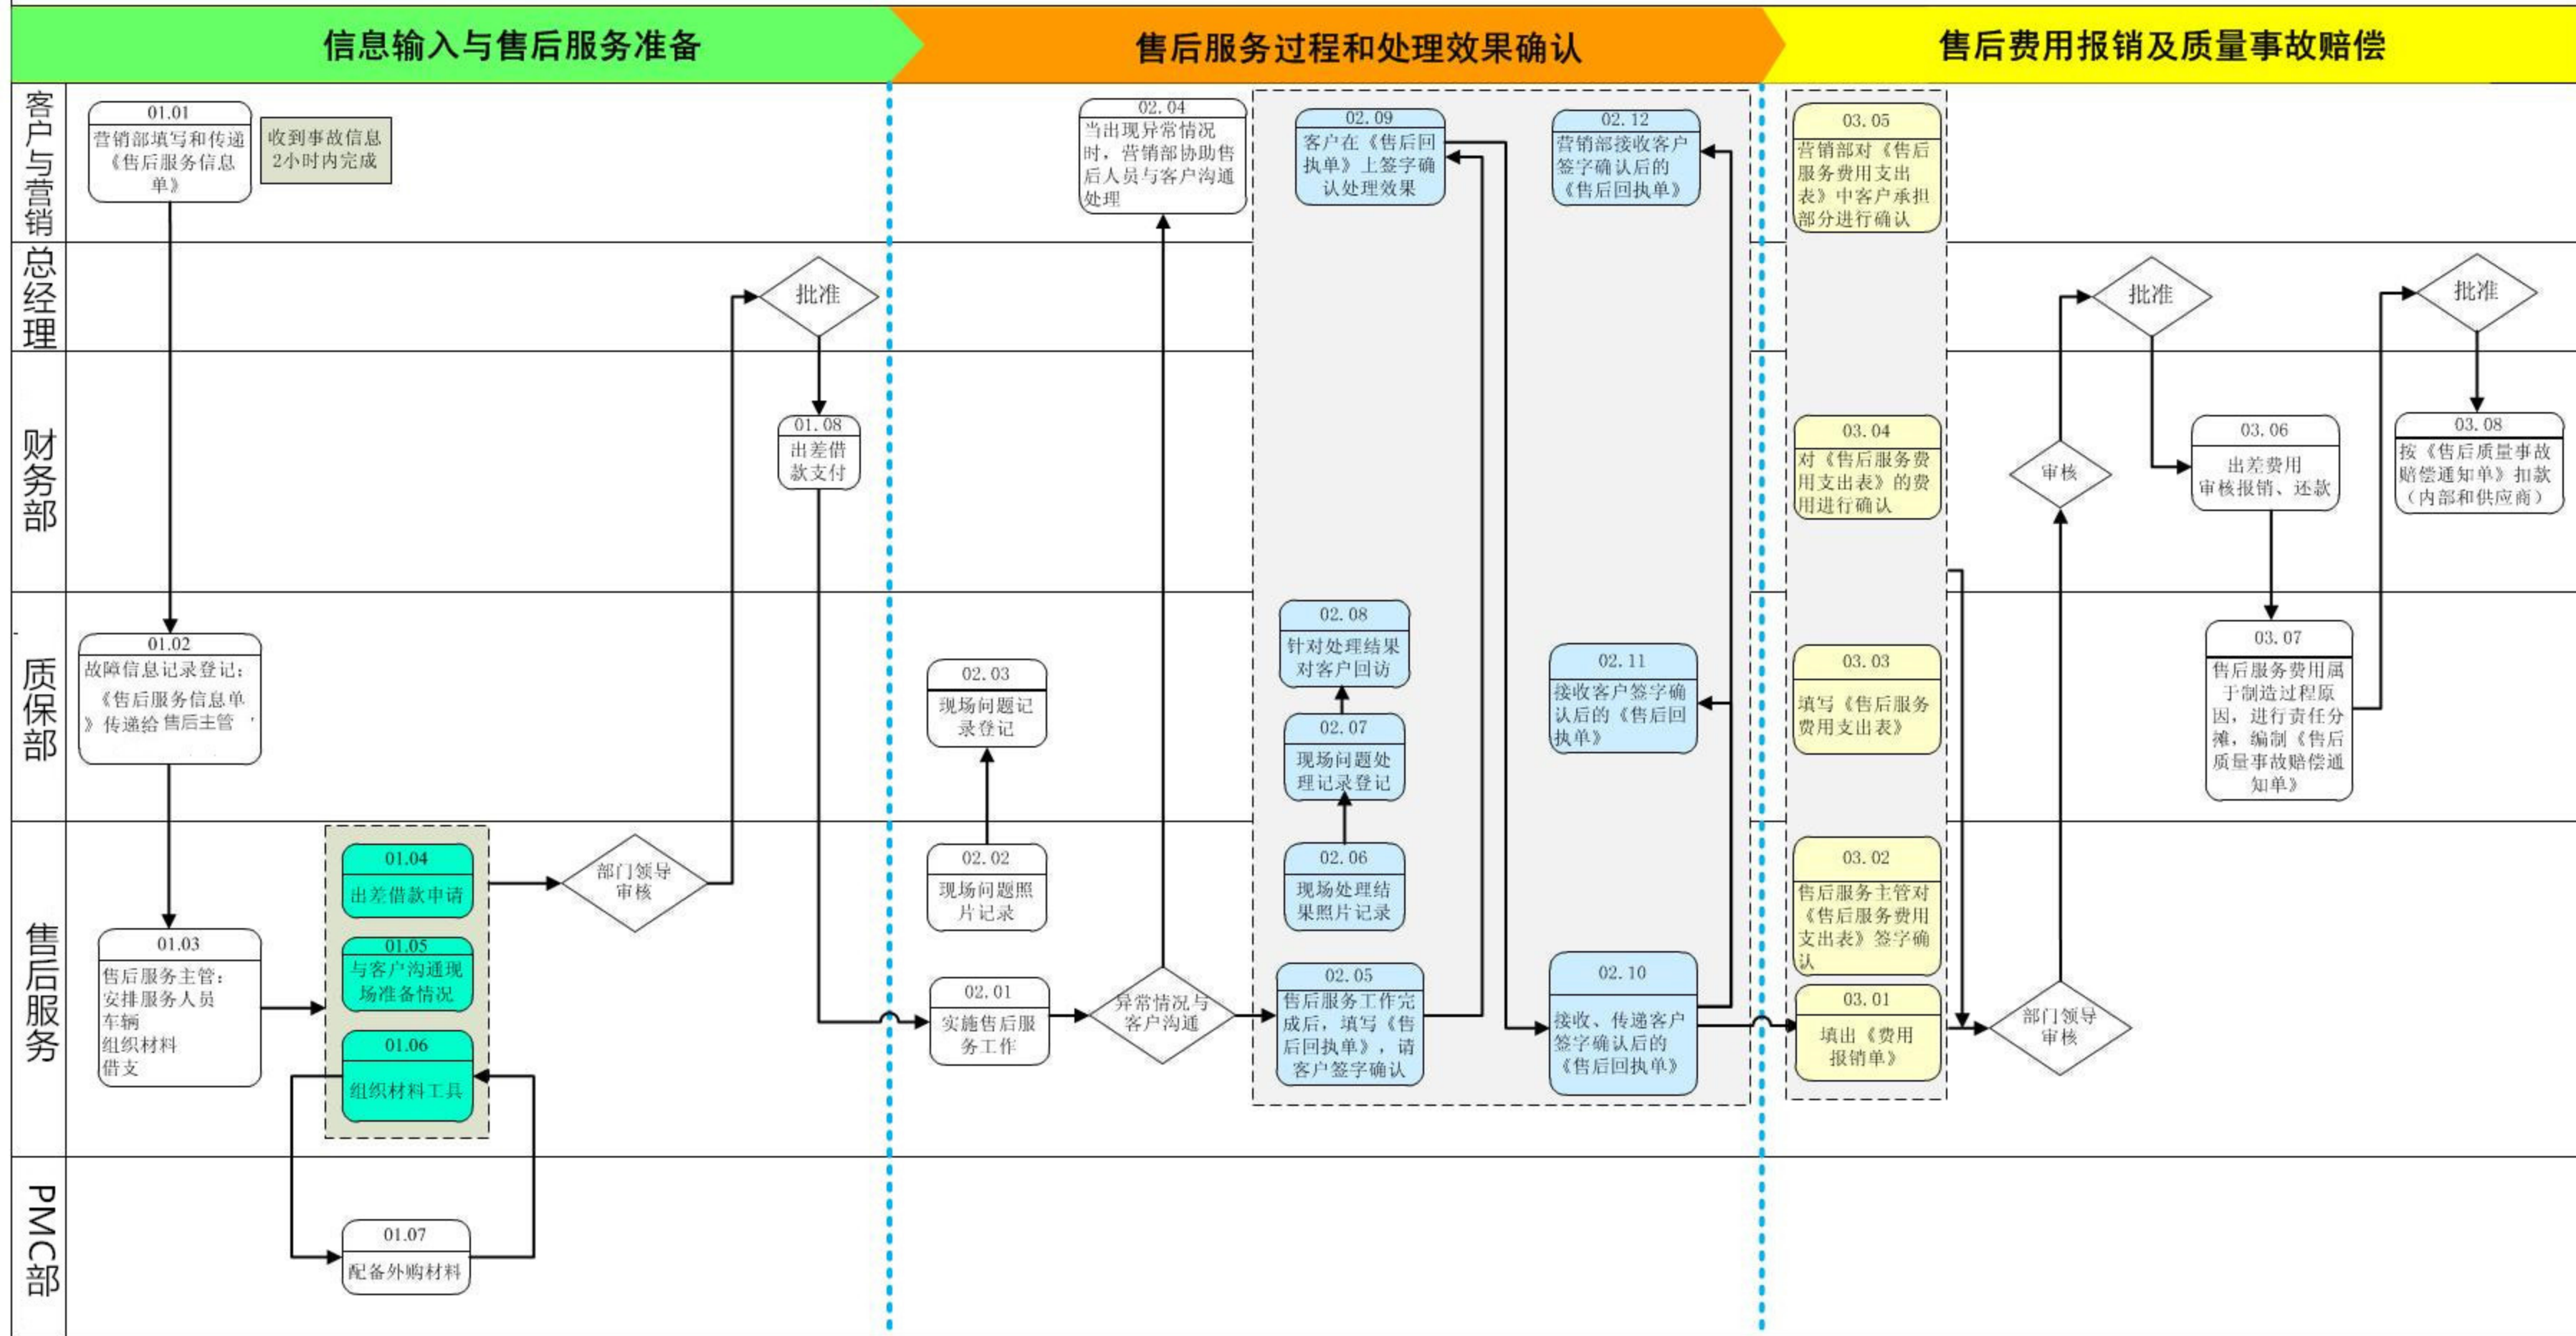 信息输入与售后服务准备
售后服务过程和处理效果确认
售后费用报销及质量事故赔偿
客户与营销
01.01
营销部填写和传递
《售后服务信息
单》
收到事故信息
2小时内完成
02.04
当出现异常情况
时，营销部协助售
后人员与客户沟通
处理
02.09
客户在《售后回
执单》上签字确
认处理效果
02.12
营销部接收客户
签字确认后的
《售后回执单》
03.05
营销部对《售后
服务费用支出
表》中客户承担
部分进行确认
总经理
批准
批准
批准
财务部
01.08
出差借
款支付
03.04
对《售后服务费
用支出表》的费
用进行确认
审核
03.06
出差费用
审核报销、还款
03.08
按《售后质量事故
赔偿通知单》扣款
（内部和供应商）
质保部
01.02
故障信息记录登记；
《售后服务信息单
》传递给售后主管
02.03
现场问题记
录登记
02.08
针对处理结果
对客户回访
02.07
现场问题处
理记录登记
02.11
接收客户签字确
认后的《售后回
执单》
03.03
填写《售后服务
费用支出表》
03.07
售后服务费用属
于制造过程原
因，进行责任分
摊，编制《售后
质量事故赔偿通
知单》
售后服务
01.03
售后服务主管：
安排服务人员
车辆
组织材料
借支
01.04
出差借款申请
01.05
与客户沟通现
场准备情况
01.06
组织材料工具
部门领导
审核
02.02
现场问题照
片记录
02.01
实施售后服
务工作
异常情况与
客户沟通
02.06
现场处理结
果照片记录
02.05
售后服务工作完
成后，填写《售
后回执单》，请
客户签字确认
02.10
接收、传递客户
签字确认后的
《售后回执单》
03.02
售后服务主管对
《售后服务费用
支出表》签字确
认
03.01
填出《费用
报销单》
部门领导
审核
PMC部
01.07
配备外购材料